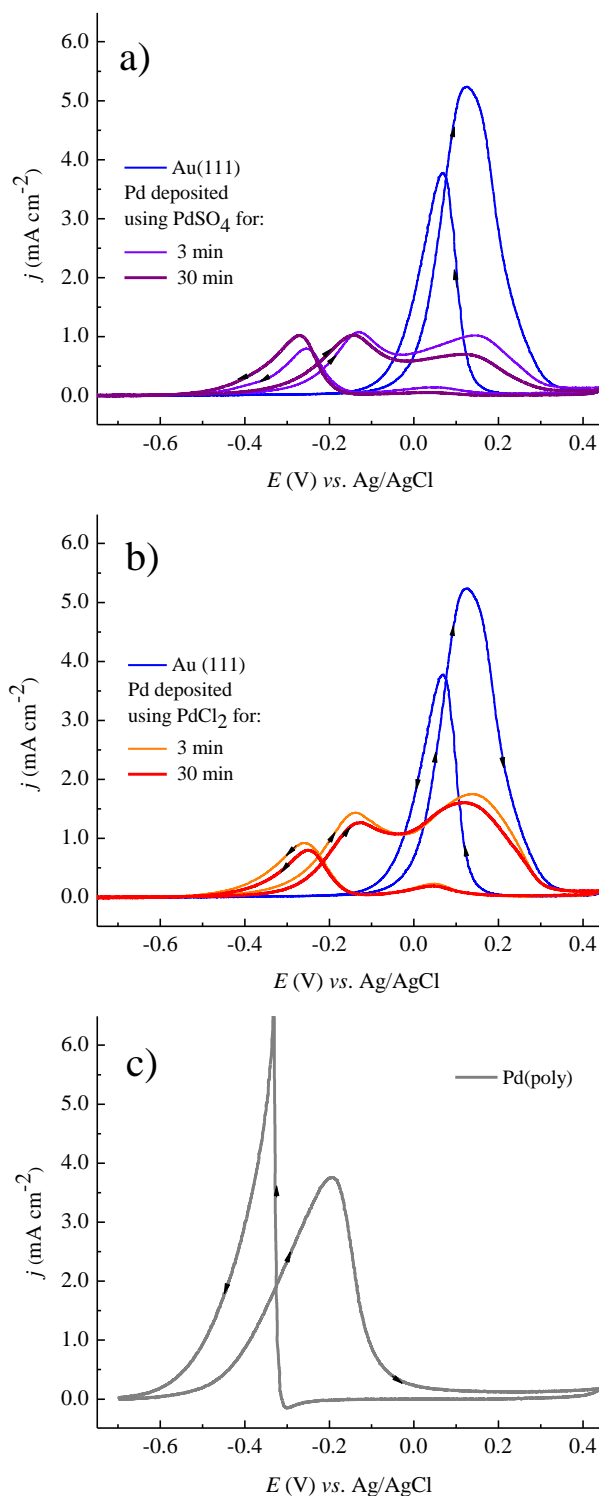 a)
6.0
5.0
4.0
3.0
2.0
1.0
0.0
j (mA cm⁻²)
Au(111)
Pd deposited
using PdSO₄ for:
3 min
30 min
-0.6 -0.4 -0.2 0.0 0.2 0.4
E (V) vs. Ag/AgCl
b)
6.0
5.0
4.0
3.0
2.0
1.0
0.0
j (mA cm⁻²)
Au (111)
Pd deposited
using PdCl₂ for:
3 min
30 min
-0.6 -0.4 -0.2 0.0 0.2 0.4
E (V) vs. Ag/AgCl
c)
Pd(poly)
6.0
5.0
4.0
3.0
2.0
1.0
0.0
j (mA cm⁻²)
-0.6 -0.4 -0.2 0.0 0.2 0.4
E (V) vs. Ag/AgCl